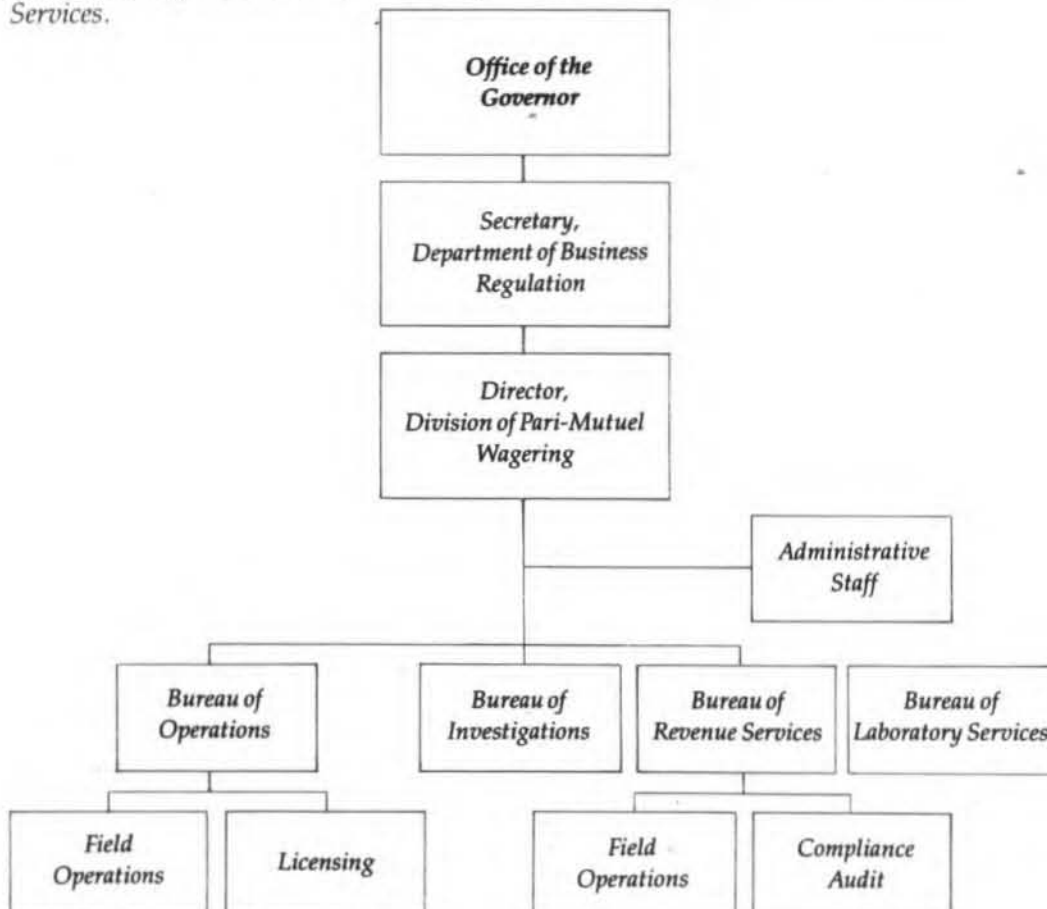 Services.
Office of the
Governor
Secretary,
Department of Business
Regulation
Director,
Division of Pari-Mutuel
Wagering
Administrative
Staff
Bureau of
Operations
Bureau of
Investigations
Bureau of
Revenue Services
Bureau of
Laboratory Services
Field
Operations
Licensing
Field
Operations
Compliance
Audit